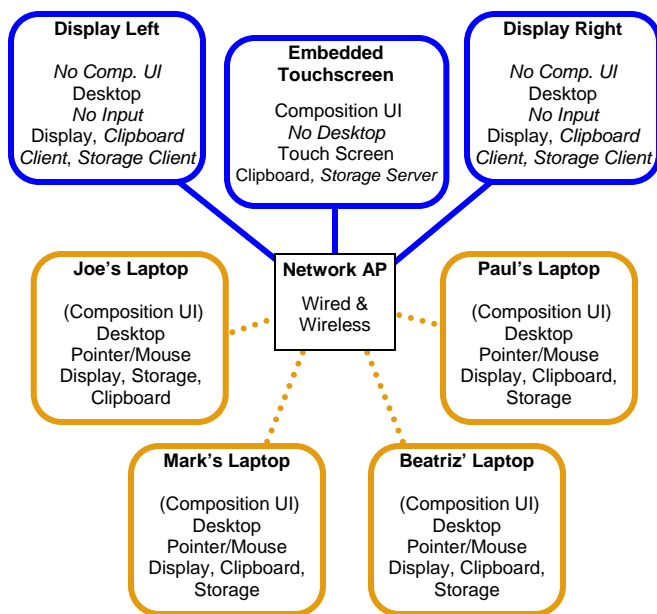 Display Left
No Comp. UI
Desktop
No Input
Display, Clipboard
Client, Storage Client
Embedded
Touchscreen
Composition UI
No Desktop
Touch Screen
Clipboard, Storage Server
Display Right
No Comp. UI
Desktop
No Input
Display, Clipboard
Client, Storage Client
Joe's Laptop
(Composition UI)
Desktop
Pointer/Mouse
Display, Storage,
Clipboard
Network AP
Wired &
Wireless
Paul's Laptop
(Composition UI)
Desktop
Pointer/Mouse
Display, Clipboard,
Storage
Mark's Laptop
(Composition UI)
Desktop
Pointer/Mouse
Display, Clipboard,
Storage
Beatriz’ Laptop
(Composition UI)
Desktop
Pointer/Mouse
Display, Clipboard,
Storage